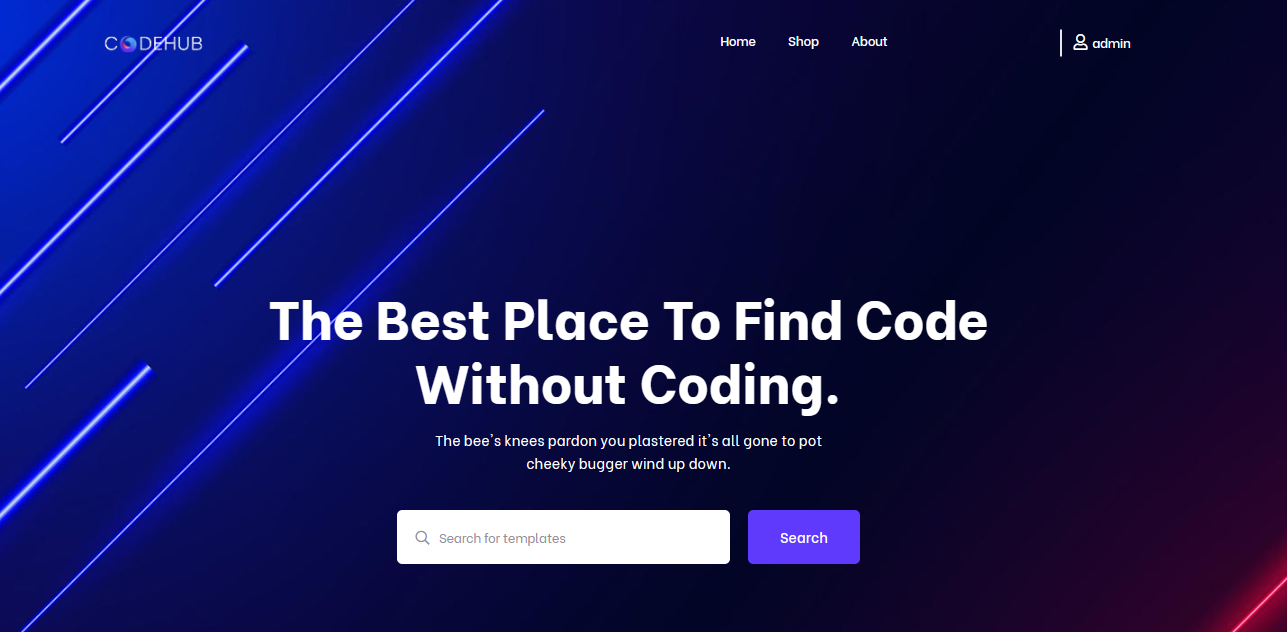 CODEHUB
Home
Shop
About
admin
The Best Place To Find Code
Without Coding.
The bee's knees pardon you plastered it's all gone to pot
cheeky bugger wind up down.
Search for templates
Search